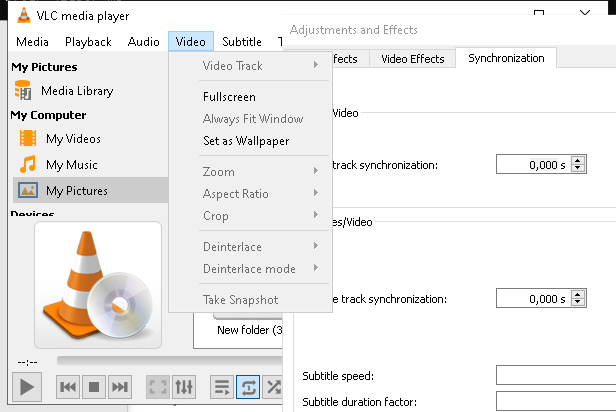 VLC media player
Adjustments and Effects
Media Playback Audio Video Subtitle T
fects Video Effects Synchronization
My Pictures
Media Library
My Computer
My Videos
My Music
My Pictures
Devices
Video Track
Fullscreen
Always Fit Window
Set as Wallpaper
Zoom
Aspect Ratio
Crop
Deinterlace
Deinterlace mode
Take Snapshot
New folder (3
--:--
/Video
track synchronization:
0,000 s
es/Video
e track synchronization:
0,000 s
Subtitle speed:
Subtitle duration factor: